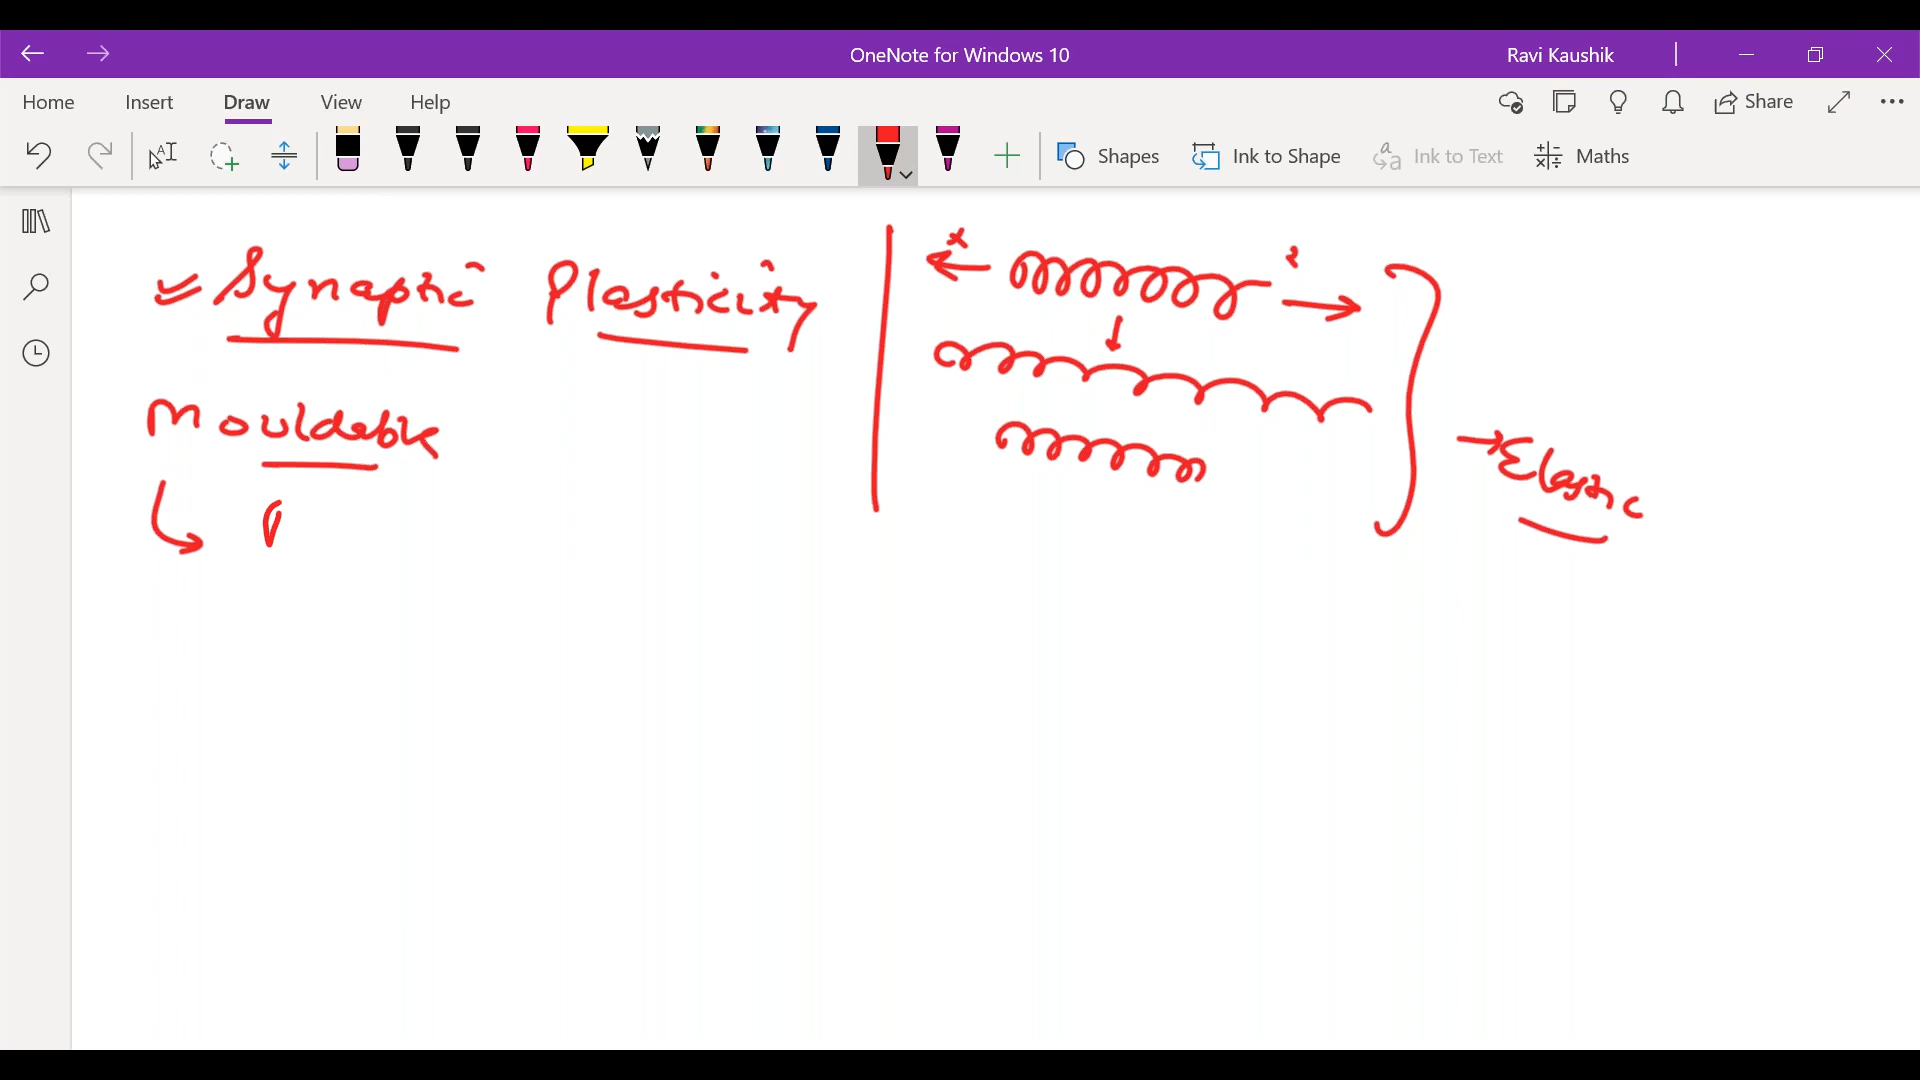 OneNote for Windows 10
Ravi Kaushik
Home Insert Draw View Help
Share
Shapes Ink to Shape Ink to Text Maths
Synaptic Plasticity
Mouldable
Elastic